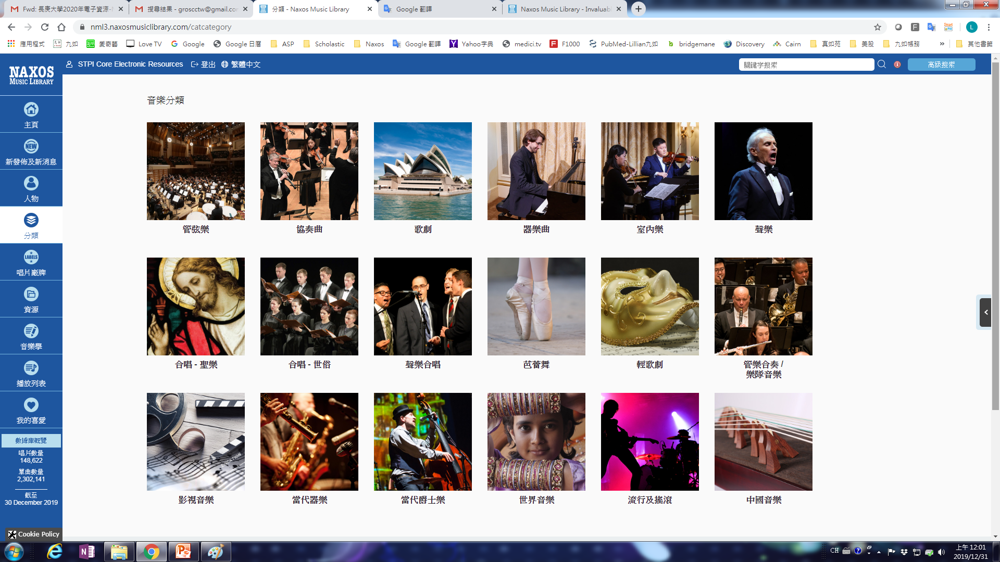 Fwd: 長庚大學2020年電子資源-
搜尋結果 - groscctw@gmail.co
分類 - Naxos Music Library
Google 翻譯
Naxos Music Library - Invaluab
nml3.naxosmusiclibrary.com/catcategory
L
應用程式
九如
愛奇藝
Love TV
Google
Google 日曆
ASP
Scholastic
Naxos
Google 翻譯
Yahoo字典
medici.tv
F1000
PubMed-Lillian九如
bridgemane
Discovery
Cairn
真如苑
美股
九如帳務
»
其他書籤
NAXOS
MUSIC LIBRARY
STPI Core Electronic Resources
登出
繁體中文
關鍵字搜索
高級搜索
主頁
NEW
新發佈及新消息
人物
分類
LABELS
唱片廠牌
資源
音樂學
播放列表
我的喜愛
數據庫概覽
唱片數量
148,622
單曲數量
2,302,141
截至
30 December 2019
Cookie Policy
音樂分類
管弦樂
協奏曲
歌劇
器樂曲
室內樂
聲樂
合唱 - 聖樂
合唱 - 世俗
聲樂合唱
芭蕾舞
輕歌劇
管樂合奏 /
樂隊音樂
影視音樂
當代器樂
當代爵士樂
世界音樂
流行及搖滾
中國音樂
CH
上午 12:01
2019/12/31